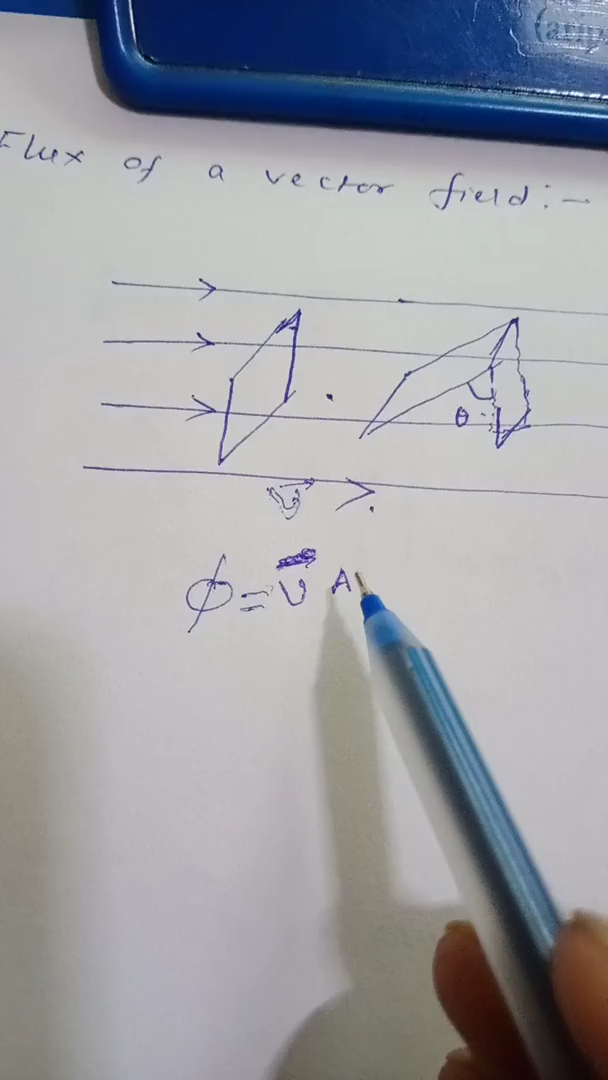 Flux of a vector field:-
θ
v⃗ >
ϕ = v A